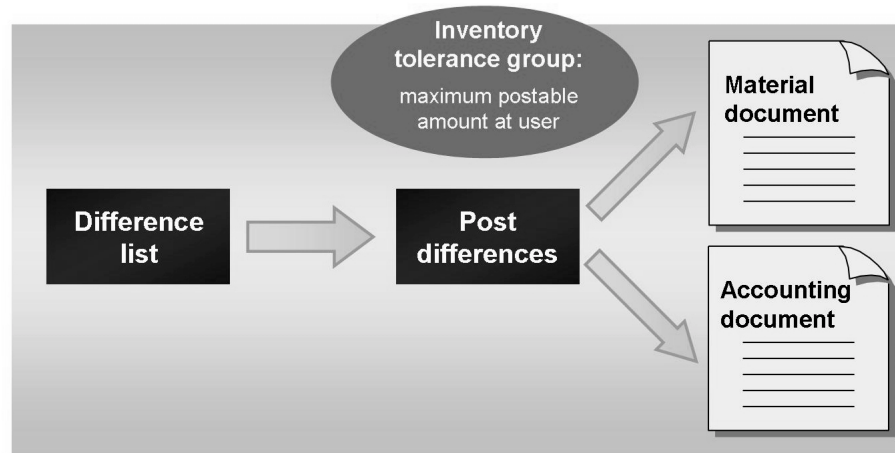 Inventory
tolerance group:
maximum postable
amount at user
Material
document
Difference
list
Post
differences
Accounting
document